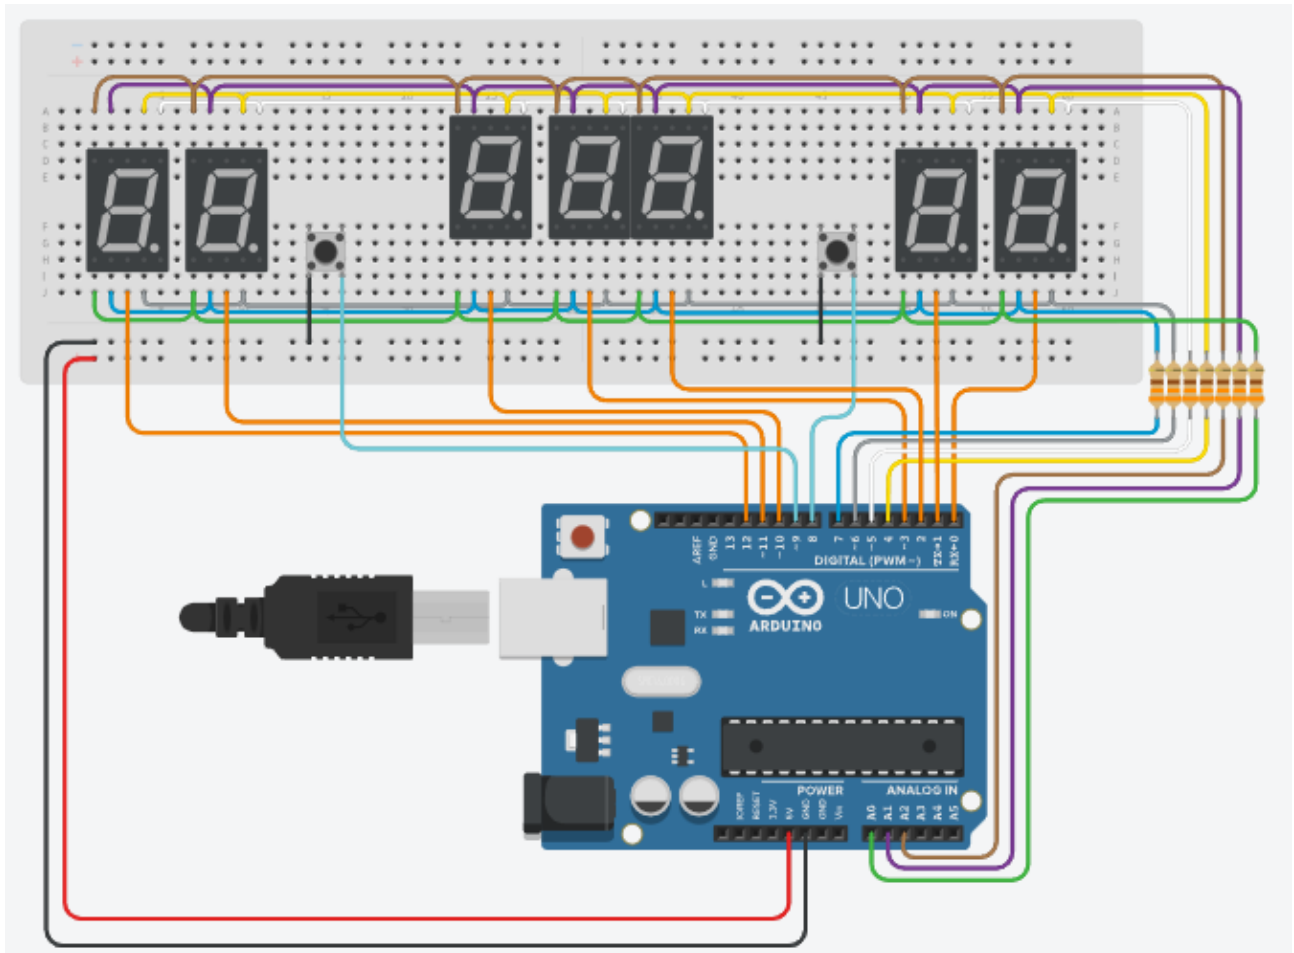 A
B
C
D
E
F
G
H
I
J
A
B
C
D
E
F
G
H
I
J
AREF
GND
13
12
~11
~10
~9
8
7
~6
~5
4
~3
2
TX→1
RX←0
DIGITAL (PWM~)
L
TX
RX
ARDUINO
UNO
ON
POWER
ANALOG IN
IOREF
RESET
3.3V
5V
GND
GND
Vin
A0
A1
A2
A3
A4
A5